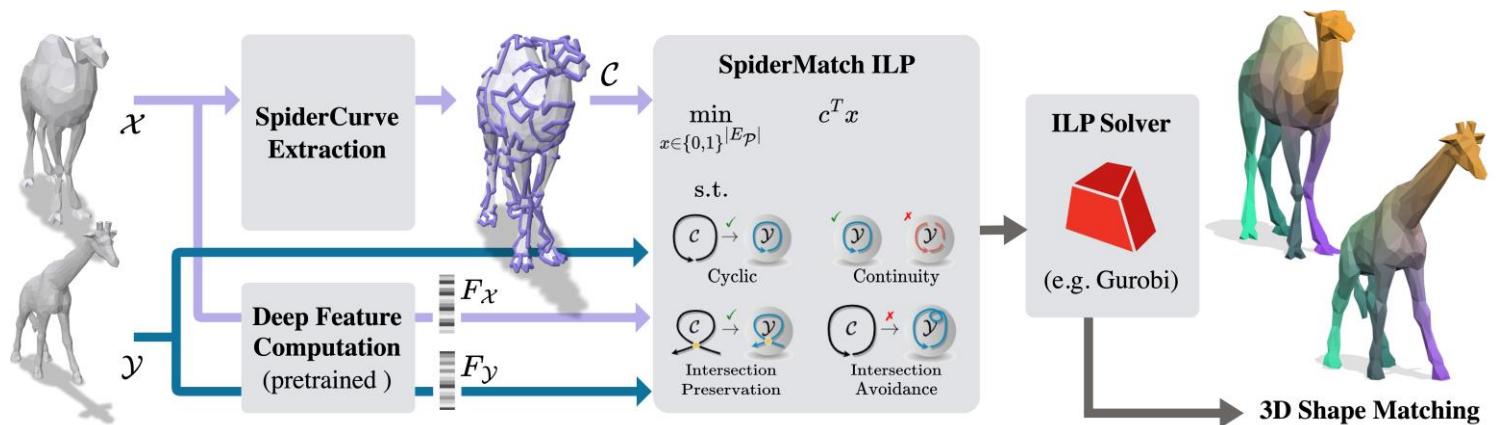 𝒳
𝒴
SpiderCurve
Extraction
Deep Feature
Computation
(pretrained )
F𝒳
F𝒴
𝒞
SpiderMatch ILP
min c^T x
x∈{0,1}^|E_𝒫|
s.t.
𝒞 ✓ → 𝒴
Cyclic
✓ 𝒴 ✗ 𝒴
Continuity
𝒞 ✓ → 𝒴
Intersection
Preservation
𝒞 ✗ → 𝒴
Intersection
Avoidance
ILP Solver
(e.g. Gurobi)
3D Shape Matching